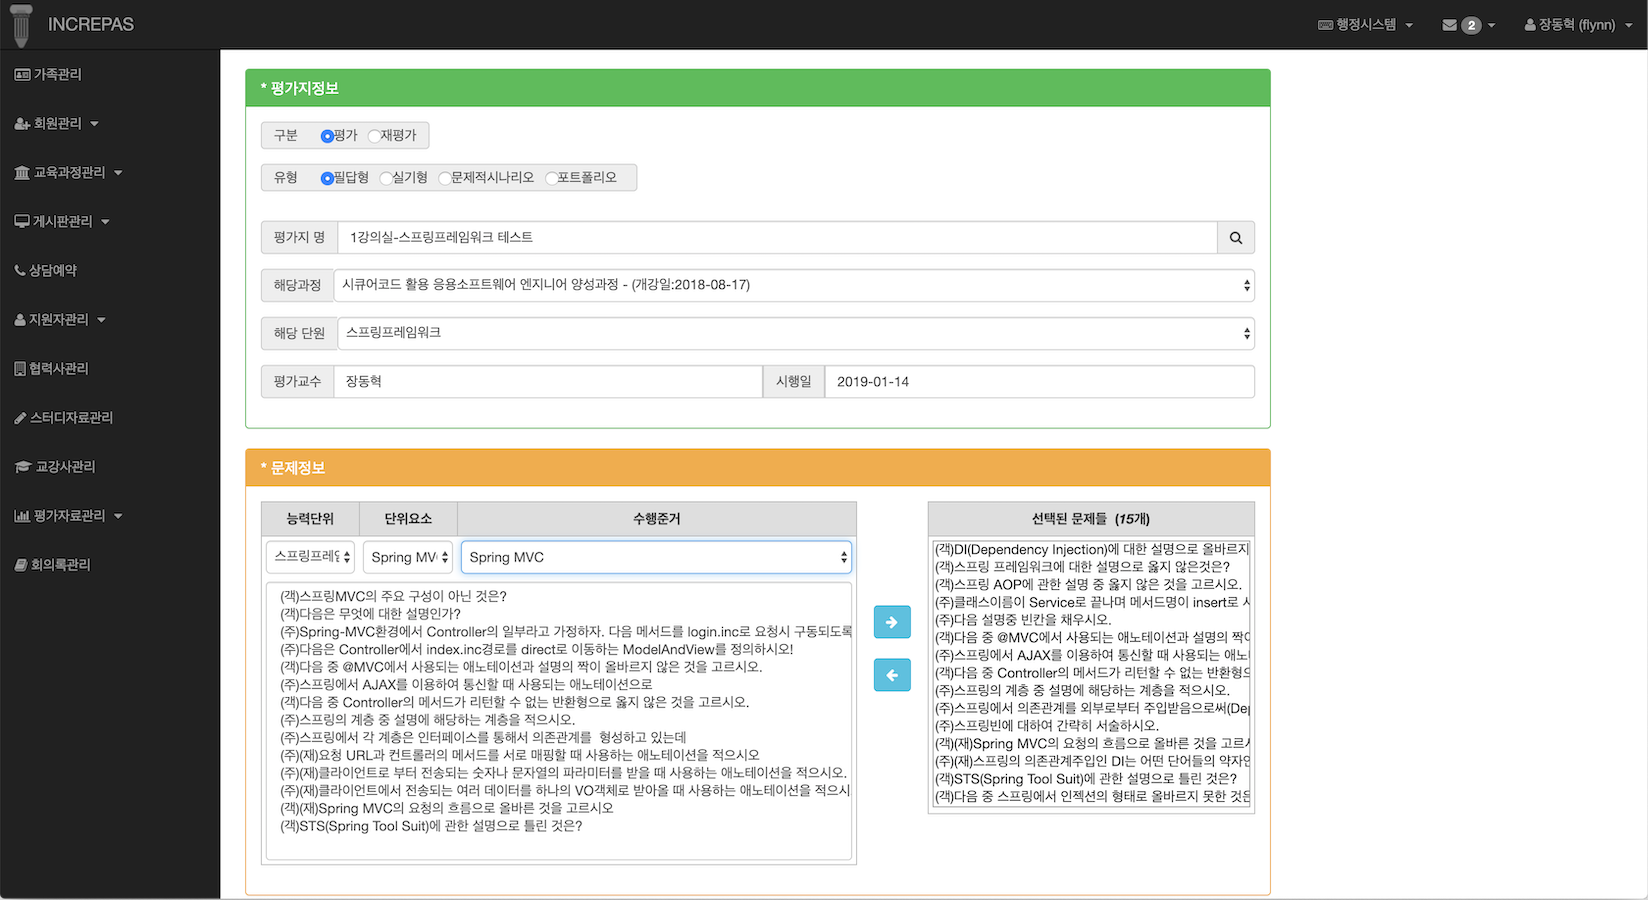 INCREPAS
행정시스템
2
장동혁 (flynn)
가족관리
회원관리
교육과정관리
게시판관리
상담예약
지원자관리
협력사관리
스터디자료관리
교강사관리
평가자료관리
회의록관리
* 평가지정보
구분 평가 재평가
유형 필답형 실기형 문제적시나리오 포트폴리오
평가지 명 1강의실-스프링프레임워크 테스트
해당과정 시큐어코드 활용 응용소프트웨어 엔지니어 양성과정 - (개강일:2018-08-17)
해당 단원 스프링프레임워크
평가교수 장동혁 시행일 2019-01-14
* 문제정보
능력단위 단위요소 수행준거
스프링프레임 Spring MV Spring MVC
(객)스프링MVC의 주요 구성이 아닌 것은?
(객)다음은 무엇에 대한 설명인가?
(주)Spring-MVC환경에서 Controller의 일부라고 가정하자. 다음 메서드를 login.inc로 요청시 구동되도록
(주)다음은 Controller에서 index.inc경로를 direct로 이동하는 ModelAndView를 정의하시오!
(객)다음 중 @MVC에서 사용되는 애노테이션과 설명의 짝이 올바르지 않은 것을 고르시오.
(주)스프링에서 AJAX를 이용하여 통신할 때 사용되는 애노테이션으로
(객)다음 중 Controller의 메서드가 리턴할 수 없는 반환형으로 옳지 않은 것을 고르시오.
(주)스프링의 계층 중 설명에 해당하는 계층을 적으시오.
(주)스프링에서 각 계층은 인터페이스를 통해서 의존관계를 형성하고 있는데
(주)(재)요청 URL과 컨트롤러의 메서드를 서로 매핑할 때 사용하는 애노테이션을 적으시오
(주)(재)클라이언트로 부터 전송되는 숫자나 문자열의 파라미터를 받을 때 사용하는 애노테이션을 적으시오.
(주)(재)클라이언트에서 전송되는 여러 데이터를 하나의 VO객체로 받아올 때 사용하는 애노테이션을 적으시
(객)(재)Spring MVC의 요청의 흐름으로 올바른 것을 고르시오
(객)STS(Spring Tool Suit)에 관한 설명으로 틀린 것은?
선택된 문제들 (15개)
(객)DI(Dependency Injection)에 대한 설명으로 올바르지
(객)스프링 프레임워크에 대한 설명으로 옳지 않은것은?
(객)스프링 AOP에 관한 설명 중 옳지 않은 것을 고르시오.
(주)클래스이름이 Service로 끝나며 메서드명이 insert로 시
(주)다음 설명중 빈칸을 채우시오.
(객)다음 중 @MVC에서 사용되는 애노테이션과 설명의 짝이
(주)스프링에서 AJAX를 이용하여 통신할 때 사용되는 애노테
(객)다음 중 Controller의 메서드가 리턴할 수 없는 반환형으
(주)스프링의 계층 중 설명에 해당하는 계층을 적으시오.
(주)스프링에서 의존관계를 외부로부터 주입받음으로써(De
(주)스프링빈에 대하여 간략히 서술하시오.
(객)(재)Spring MVC의 요청의 흐름으로 올바른 것을 고르시
(주)(재)스프링의 의존관계주입인 DI는 어떤 단어들의 약자인
(객)STS(Spring Tool Suit)에 관한 설명으로 틀린 것은?
(객)다음 중 스프링에서 인젝션의 형태로 올바르지 못한 것은